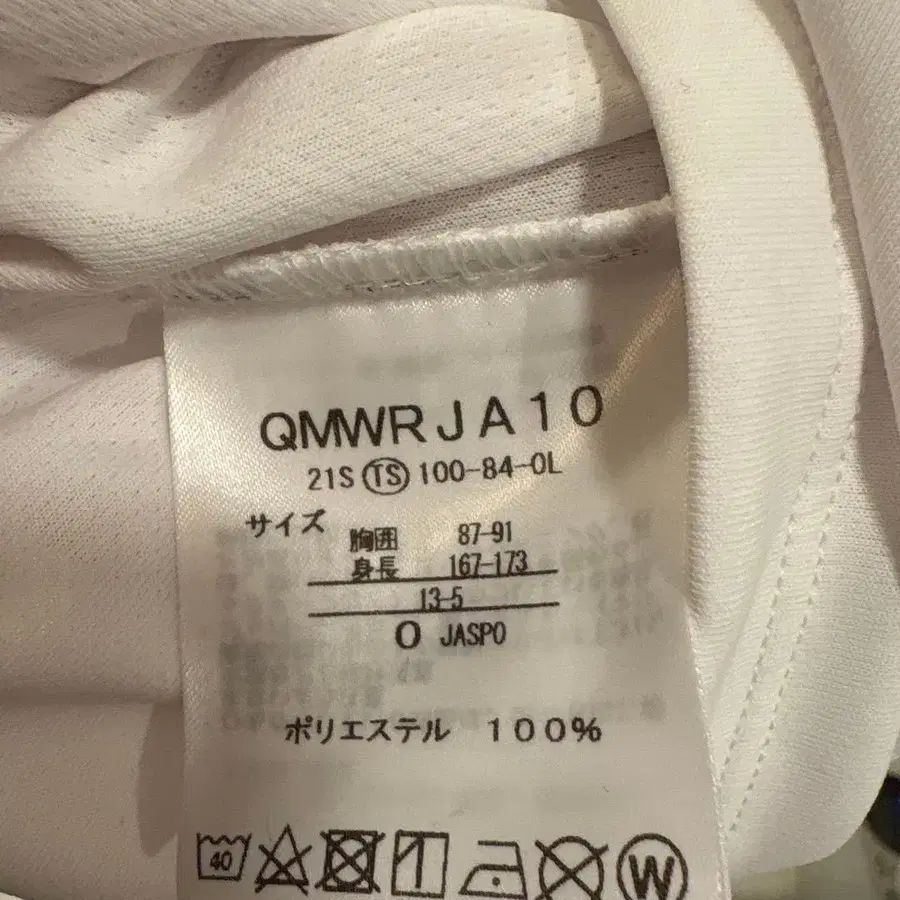 QMWRJA10
21S TS 100-84-OL
サイズ 胸囲 87-91
身長 167-173
13-5
O JASPO
ポリエステル 100%
40
W